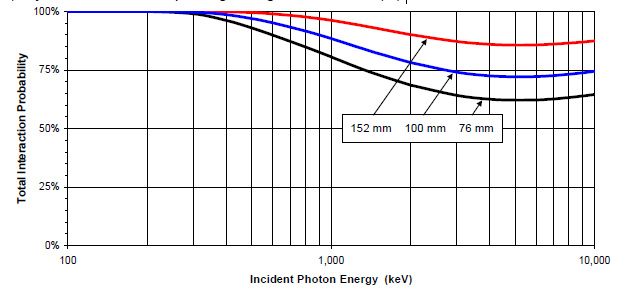 100%
75%
50%
25%
0%
Total Interaction Probability
152 mm 100 mm 76 mm
100 1,000 10,000
Incident Photon Energy (keV)